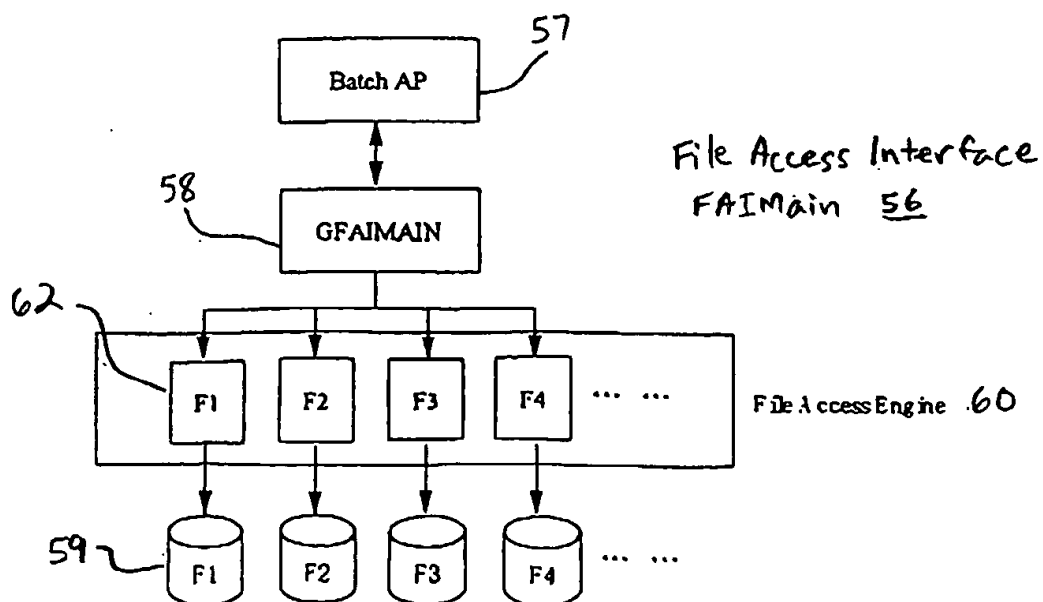 57
Batch AP
File Access Interface
FAIMain 56
58
GFAIMAIN
62
F1 F2 F3 F4 ... ...
File Access Engine 60
59
F1 F2 F3 F4 ... ...